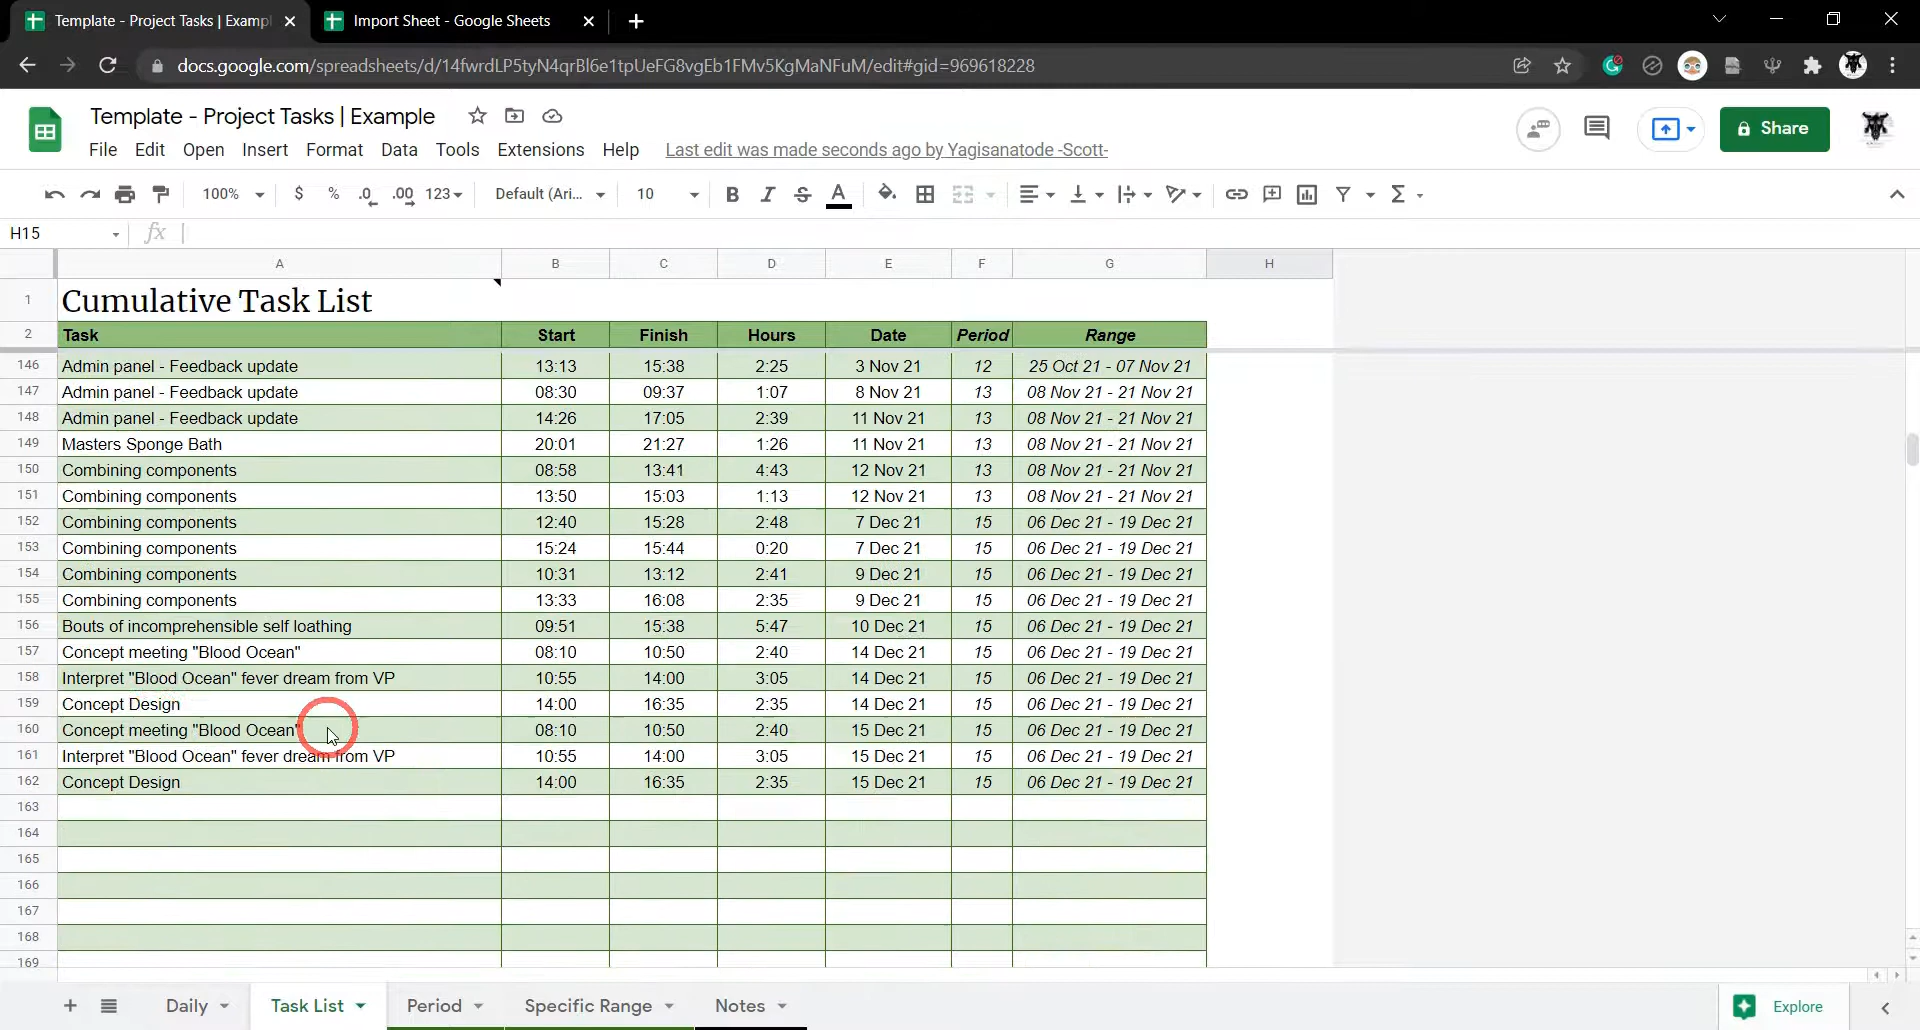 Template - Project Tasks | Exampl
Import Sheet - Google Sheets
docs.google.com/spreadsheets/d/14fwrdLP5tyN4qrBl6e1tpUeFG8vgEb1FMv5KgMaNFuM/edit#gid=969618228
Template - Project Tasks | Example
File Edit Open Insert Format Data Tools Extensions Help Last edit was made seconds ago by Yagisanatode -Scott-
Share
100% $ % .0 .00 123 Default (Ari... 10 B I S A Σ
H15 fx
A B C D E F G H
1 Cumulative Task List
2 Task Start Finish Hours Date Period Range
146 Admin panel - Feedback update 13:13 15:38 2:25 3 Nov 21 12 25 Oct 21 - 07 Nov 21
147 Admin panel - Feedback update 08:30 09:37 1:07 8 Nov 21 13 08 Nov 21 - 21 Nov 21
148 Admin panel - Feedback update 14:26 17:05 2:39 11 Nov 21 13 08 Nov 21 - 21 Nov 21
149 Masters Sponge Bath 20:01 21:27 1:26 11 Nov 21 13 08 Nov 21 - 21 Nov 21
150 Combining components 08:58 13:41 4:43 12 Nov 21 13 08 Nov 21 - 21 Nov 21
151 Combining components 13:50 15:03 1:13 12 Nov 21 13 08 Nov 21 - 21 Nov 21
152 Combining components 12:40 15:28 2:48 7 Dec 21 15 06 Dec 21 - 19 Dec 21
153 Combining components 15:24 15:44 0:20 7 Dec 21 15 06 Dec 21 - 19 Dec 21
154 Combining components 10:31 13:12 2:41 9 Dec 21 15 06 Dec 21 - 19 Dec 21
155 Combining components 13:33 16:08 2:35 9 Dec 21 15 06 Dec 21 - 19 Dec 21
156 Bouts of incomprehensible self loathing 09:51 15:38 5:47 10 Dec 21 15 06 Dec 21 - 19 Dec 21
157 Concept meeting "Blood Ocean" 08:10 10:50 2:40 14 Dec 21 15 06 Dec 21 - 19 Dec 21
158 Interpret "Blood Ocean" fever dream from VP 10:55 14:00 3:05 14 Dec 21 15 06 Dec 21 - 19 Dec 21
159 Concept Design 14:00 16:35 2:35 14 Dec 21 15 06 Dec 21 - 19 Dec 21
160 Concept meeting "Blood Ocean" 08:10 10:50 2:40 15 Dec 21 15 06 Dec 21 - 19 Dec 21
161 Interpret "Blood Ocean" fever dream from VP 10:55 14:00 3:05 15 Dec 21 15 06 Dec 21 - 19 Dec 21
162 Concept Design 14:00 16:35 2:35 15 Dec 21 15 06 Dec 21 - 19 Dec 21
163
164
165
166
167
168
169
Daily Task List Period Specific Range Notes Explore